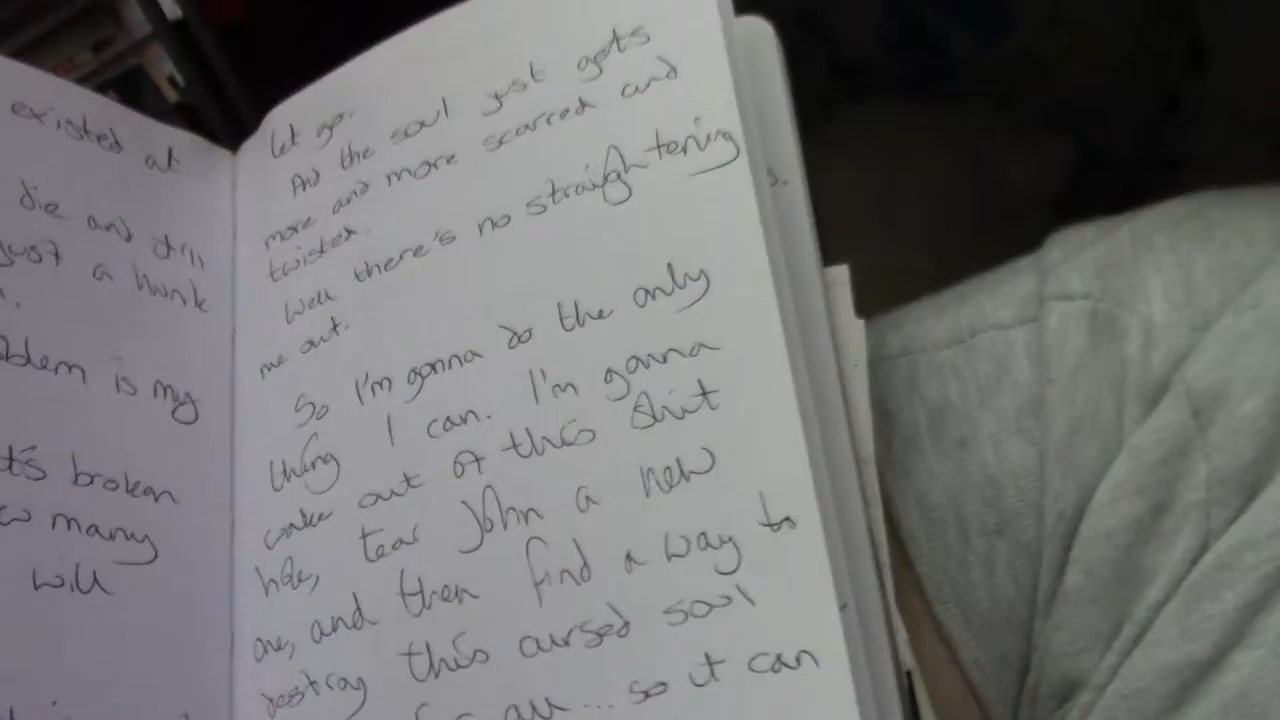 existed at
die and still
just a hunk
is my
broken
many
will
let go.
And the soul just gets
more and more scarred and
twisted.
Well there's no straightening
me out.
So I'm gonna do the only
thing I can. I'm gonna
wake out of this shit
hole, tear John a new
one, and then find a way to
destroy this cursed soul
so it can